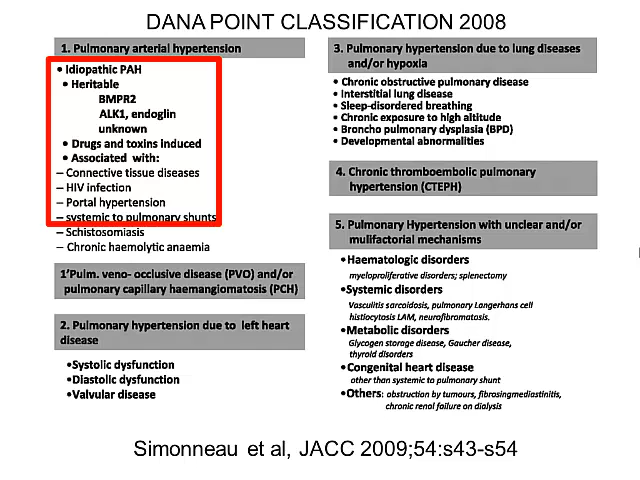 DANA POINT CLASSIFICATION 2008
1. Pulmonary arterial hypertension
• Idiopathic PAH
• Heritable
BMPR2
ALK1, endoglin
unknown
• Drugs and toxins induced
• Associated with:
– Connective tissue diseases
– HIV infection
– Portal hypertension
– systemic to pulmonary shunts
– Schistosomiasis
– Chronic haemolytic anaemia
1'Pulm. veno- occlusive disease (PVO) and/or
pulmonary capillary haemangiomatosis (PCH)
2. Pulmonary hypertension due to left heart
disease
•Systolic dysfunction
•Diastolic dysfunction
•Valvular disease
3. Pulmonary hypertension due to lung diseases
and/or hypoxia
• Chronic obstructive pulmonary disease
• Interstitial lung disease
• Sleep-disordered breathing
• Chronic exposure to high altitude
• Broncho pulmonary dysplasia (BPD)
• Developmental abnormalities
4. Chronic thromboembolic pulmonary
hypertension (CTEPH)
5. Pulmonary Hypertension with unclear and/or
mulifactorial mechanisms
•Haematologic disorders
myeloproliferative disorders; splenectomy
•Systemic disorders
Vasculitis sarcoidosis, pulmonary Langerhans cell
histiocytosis LAM, neurofibromatosis.
•Metabolic disorders
Glycogen storage disease, Gaucher disease,
thyroid disorders
•Congenital heart disease
other than systemic to pulmonary shunt
•Others: obstruction by tumours, fibrosingmediastinitis,
chronic renal failure on dialysis
Simonneau et al, JACC 2009;54:s43-s54